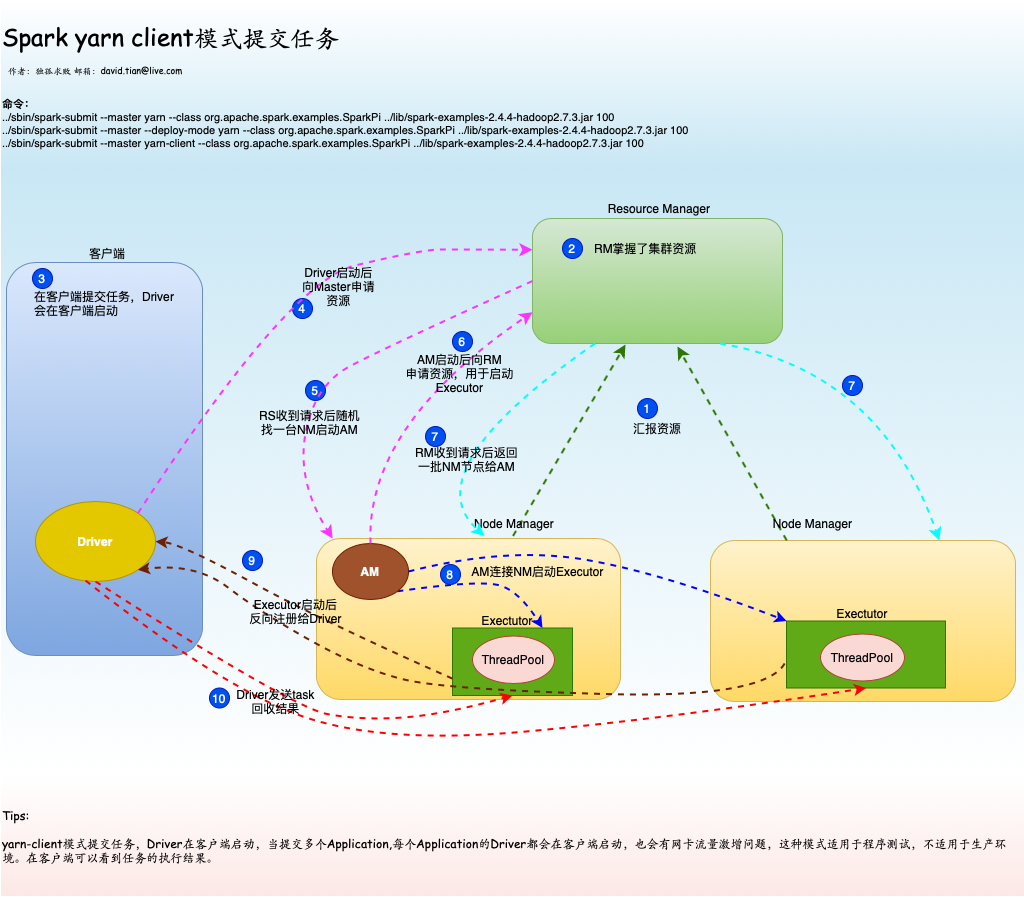 Spark yarn client模式提交任务
作者：独孤求败 邮箱：david.tian@live.com
命令：
../sbin/spark-submit --master yarn --class org.apache.spark.examples.SparkPi ../lib/spark-examples-2.4.4-hadoop2.7.3.jar 100
../sbin/spark-submit --master --deploy-mode yarn --class org.apache.spark.examples.SparkPi ../lib/spark-examples-2.4.4-hadoop2.7.3.jar 100
../sbin/spark-submit --master yarn-client --class org.apache.spark.examples.SparkPi ../lib/spark-examples-2.4.4-hadoop2.7.3.jar 100
Resource Manager
2
RM掌握了集群资源
客户端
3
在客户端提交任务，Driver
会在客户端启动
Driver启动后
向Master申请
资源
4
6
AM启动后向RM
申请资源，用于启动
Executor
5
RS收到请求后随机
找一台NM启动AM
7
RM收到请求后返回
一批NM节点给AM
1
汇报资源
7
Node Manager
Node Manager
Driver
AM
9
8
AM连接NM启动Executor
Executor启动后
反向注册给Driver
Exectutor
ThreadPool
Exectutor
ThreadPool
10
Driver发送task
回收结果
Tips:
yarn-client模式提交任务，Driver在客户端启动，当提交多个Application,每个Application的Driver都会在客户端启动，也会有网卡流量激增问题，这种模式适用于程序测试，不适用于生产环
境。在客户端可以看到任务的执行结果。